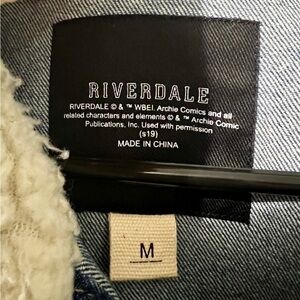 RIVERDALE
RIVERDALE © & ™ WBEI. Archie Comics and all
related characters and elements © & ™ Archie Comic
Publications, Inc. Used with permission
(s19)
MADE IN CHINA
M